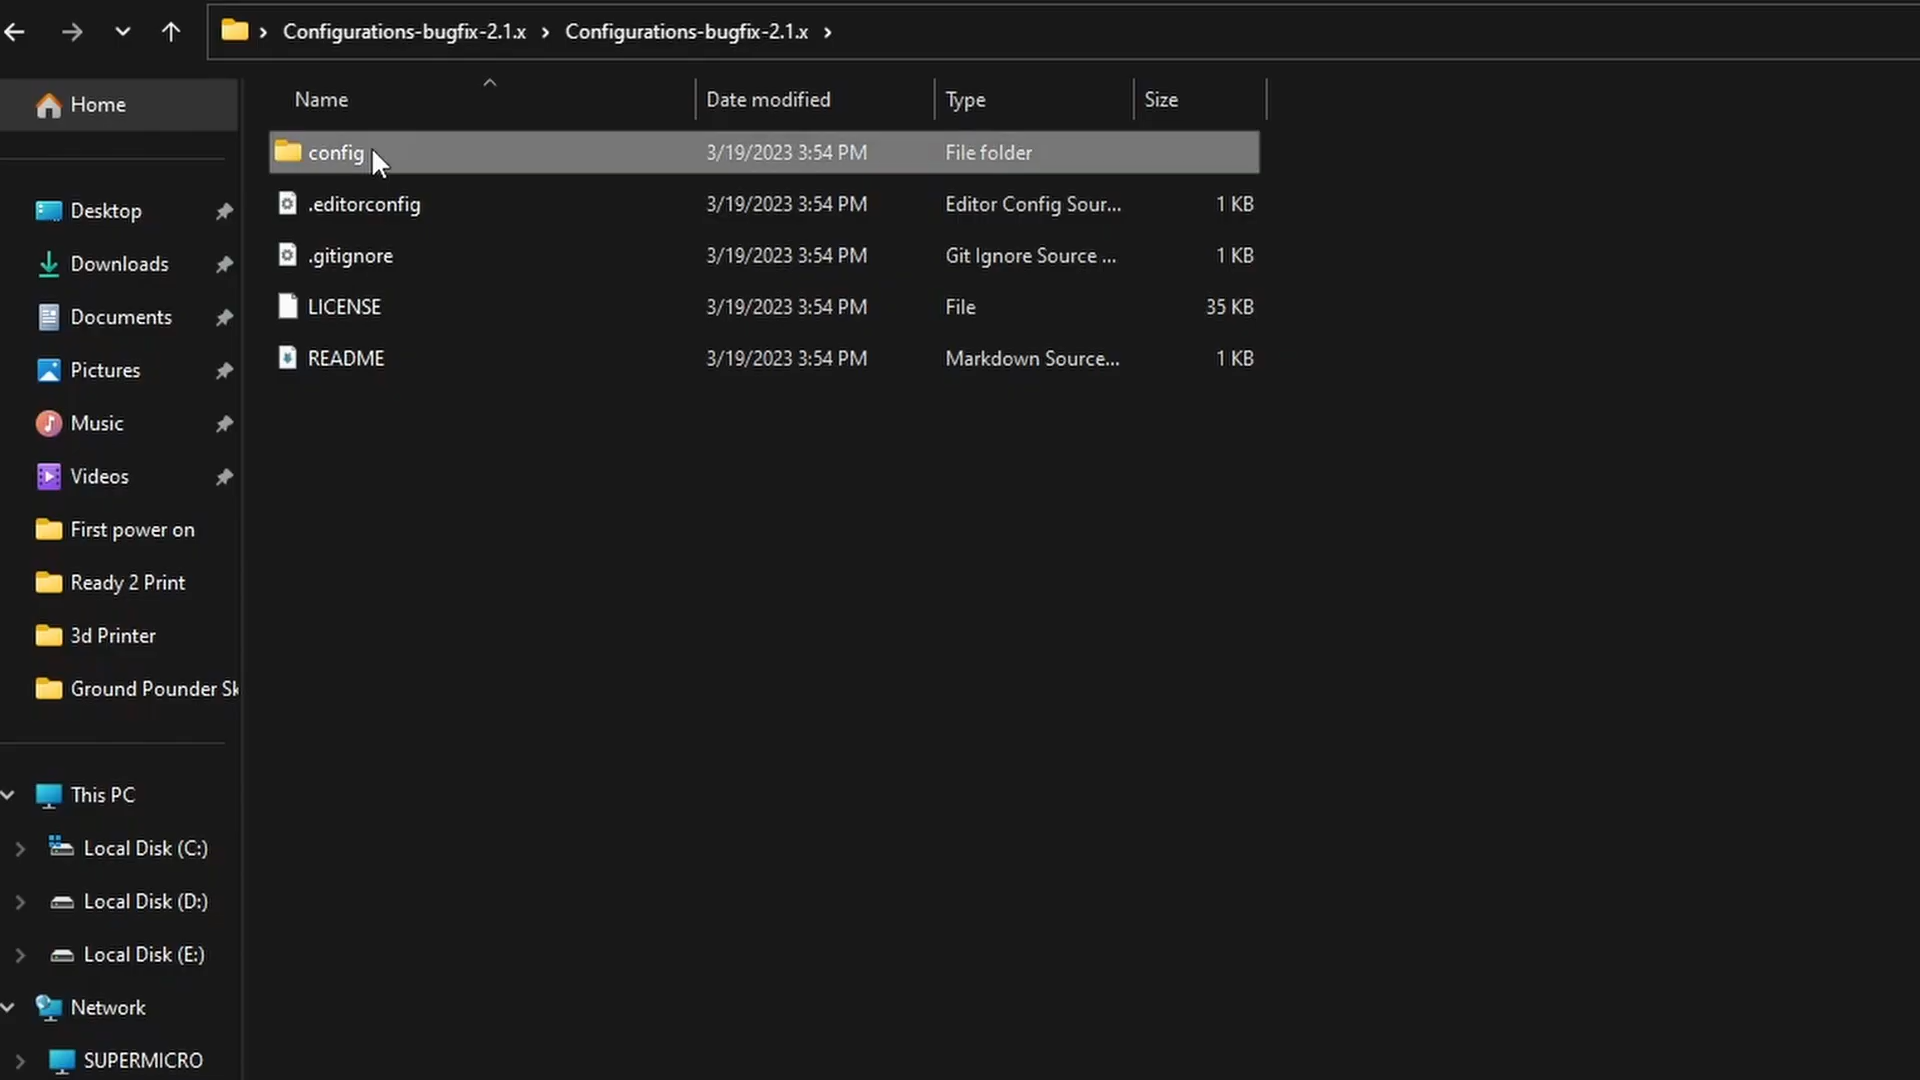 Configurations-bugfix-2.1.x > Configurations-bugfix-2.1.x >
Name Date modified Type Size
config 3/19/2023 3:54 PM File folder
.editorconfig 3/19/2023 3:54 PM Editor Config Sour... 1 KB
.gitignore 3/19/2023 3:54 PM Git Ignore Source ... 1 KB
LICENSE 3/19/2023 3:54 PM File 35 KB
README 3/19/2023 3:54 PM Markdown Source... 1 KB
Home
Desktop
Downloads
Documents
Pictures
Music
Videos
First power on
Ready 2 Print
3d Printer
Ground Pounder Sk
This PC
Local Disk (C:)
Local Disk (D:)
Local Disk (E:)
Network
SUPERMICRO